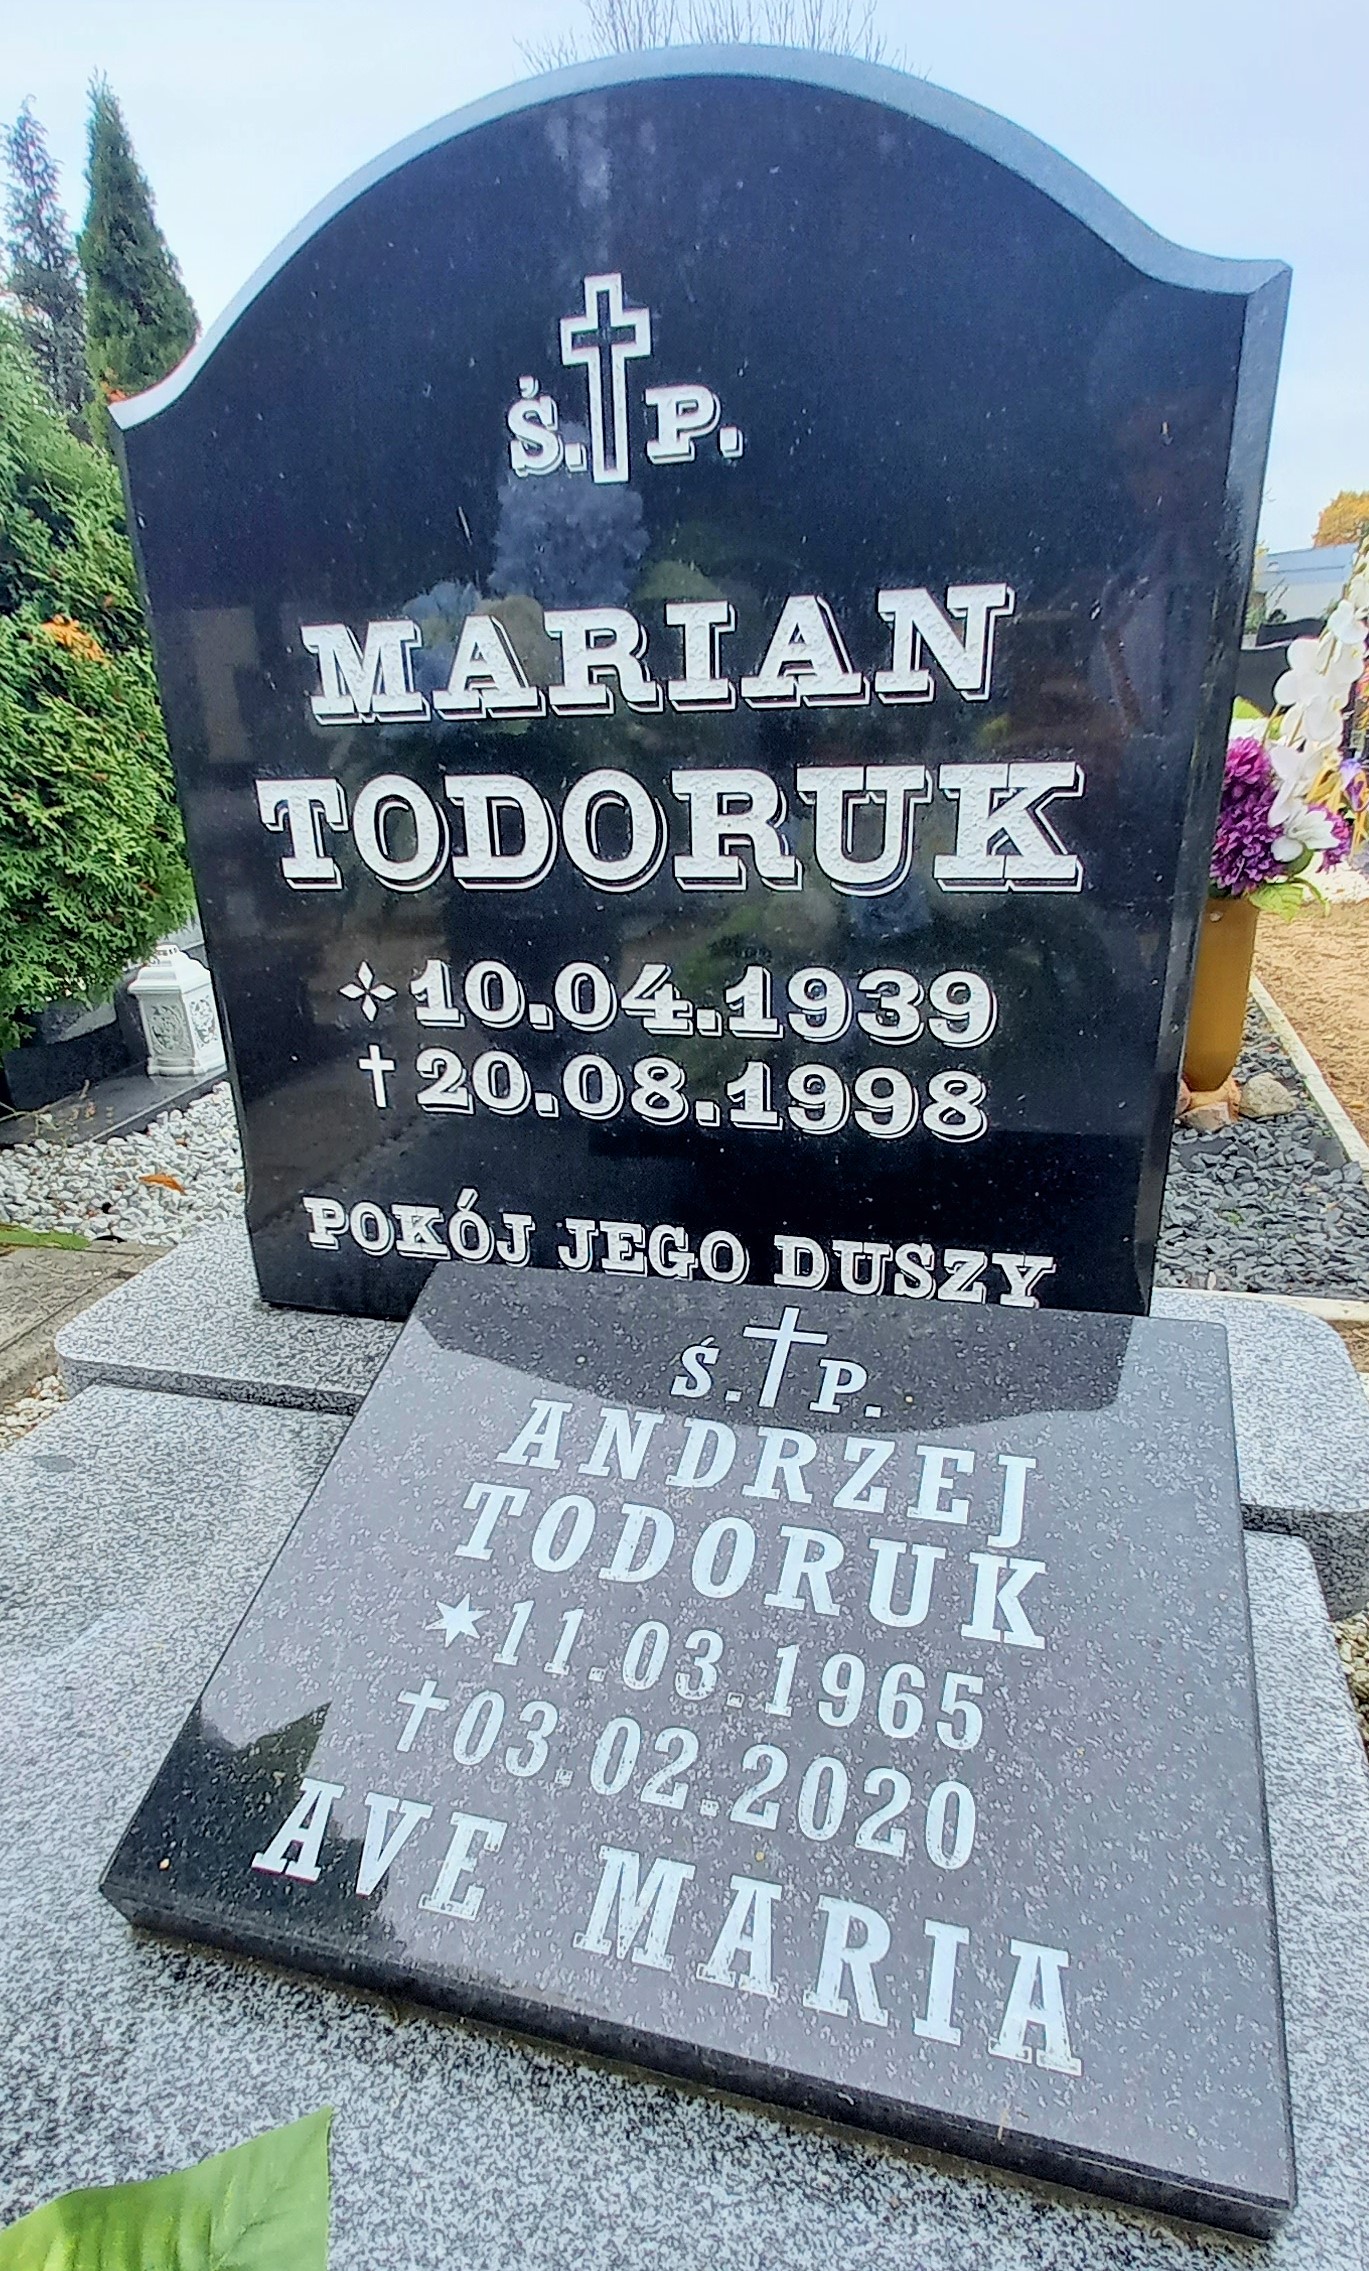 Ś. P.
MARIAN
TODORUK
10.04.1939
†20.08.1998
POKÓJ JEGO DUSZY
Ś.†P.
ANDRZEJ
TODORUK
★11.03.1965
†03.02.2020
AVE MARIA